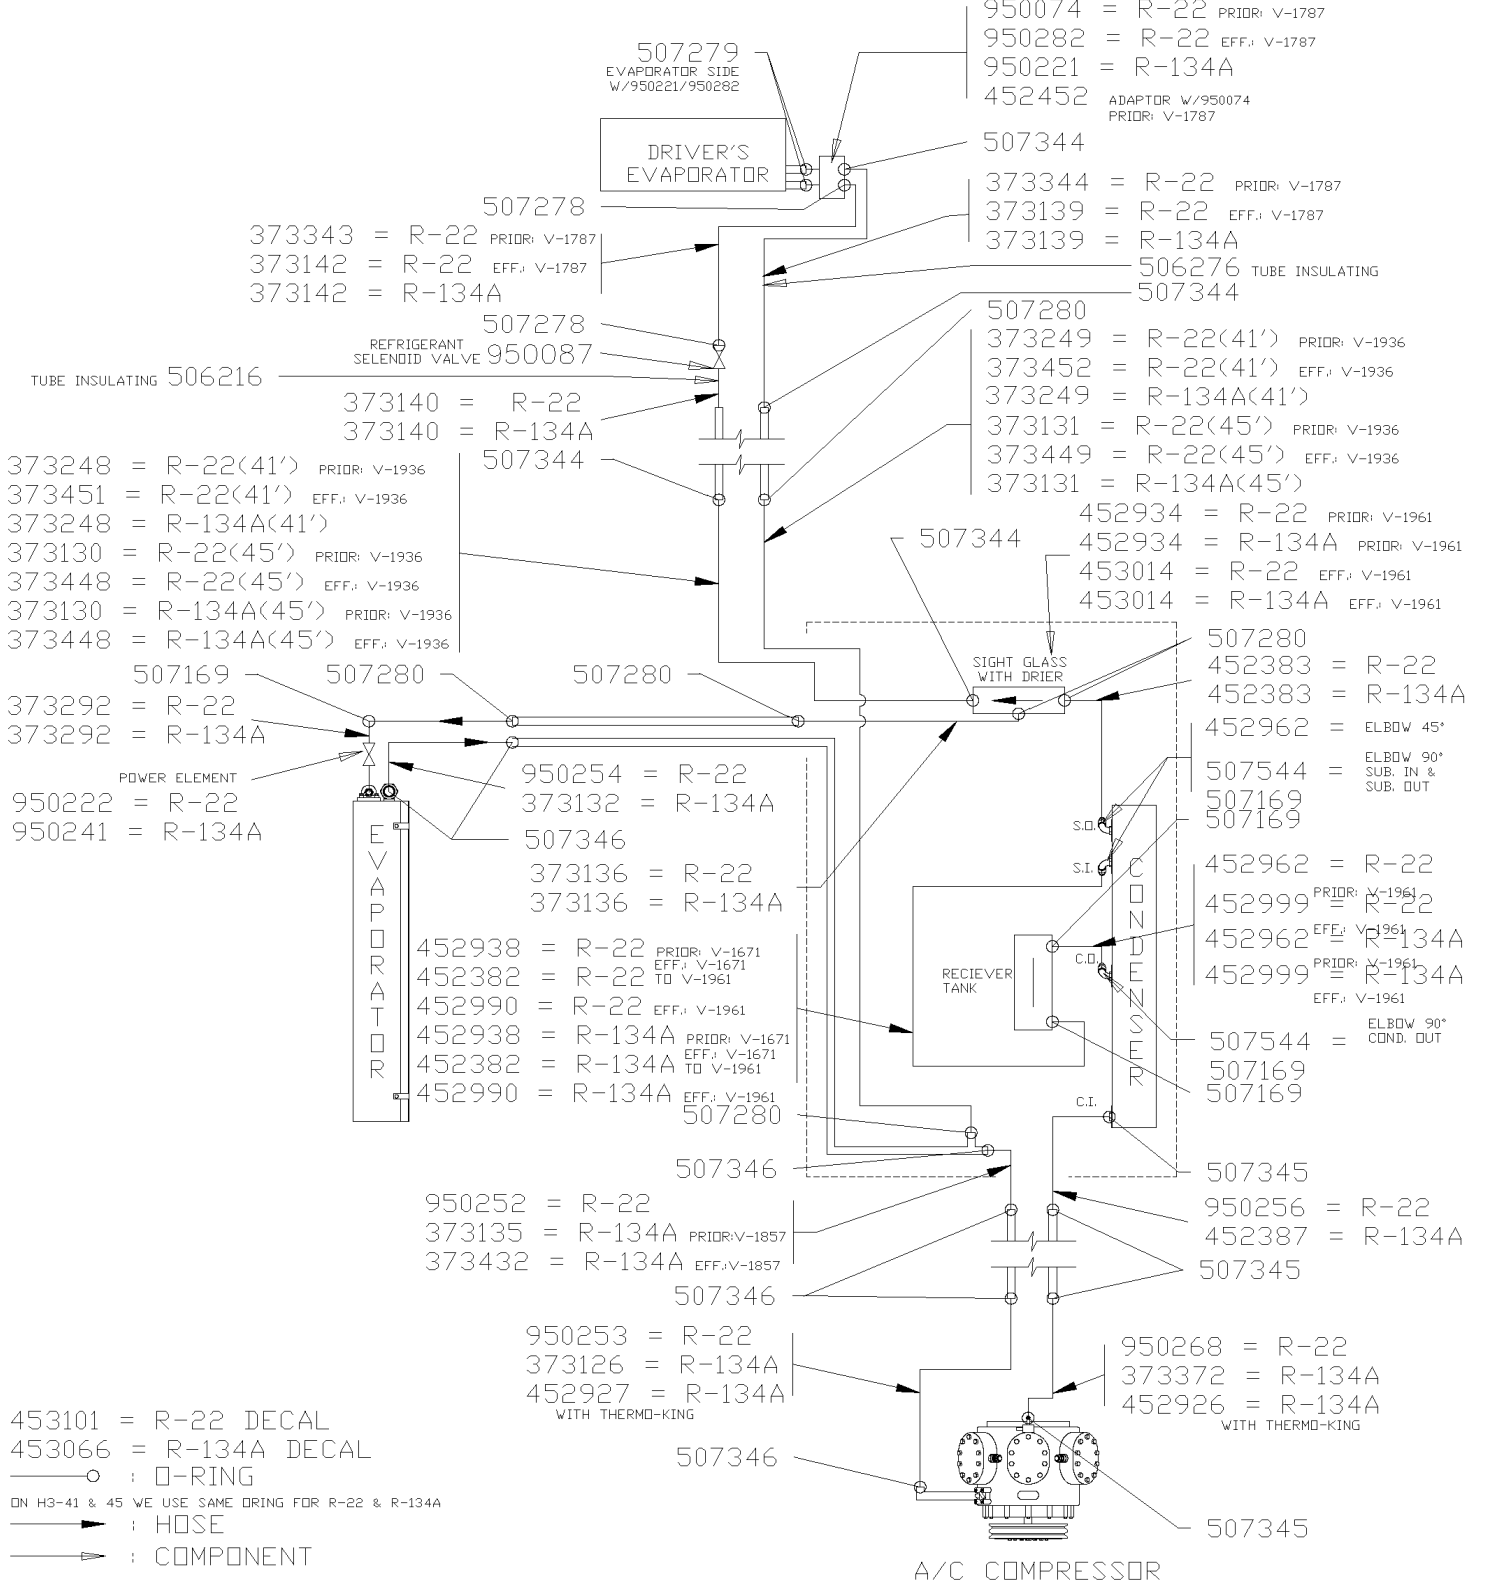 950074 = R-22 PRIOR: V-1787
950282 = R-22 EFF.: V-1787
950221 = R-134A
452452 ADAPTOR W/950074
PRIOR: V-1787
507279
EVAPORATOR SIDE
W/950221/950282
DRIVER'S
EVAPORATOR
507344
507278
373344 = R-22 PRIOR: V-1787
373139 = R-22 EFF.: V-1787
373139 = R-134A
373343 = R-22 PRIOR: V-1787
373142 = R-22 EFF.: V-1787
373142 = R-134A
506276 TUBE INSULATING
507344
507278
507280
REFRIGERANT
SELENOID VALVE 950087
TUBE INSULATING 506216
373249 = R-22(41') PRIOR: V-1936
373452 = R-22(41') EFF.: V-1936
373249 = R-134A(41')
373131 = R-22(45') PRIOR: V-1936
373449 = R-22(45') EFF.: V-1936
373131 = R-134A(45')
373140 = R-22
373140 = R-134A
507344
373248 = R-22(41') PRIOR: V-1936
373451 = R-22(41') EFF.: V-1936
373248 = R-134A(41')
373130 = R-22(45') PRIOR: V-1936
373448 = R-22(45') EFF.: V-1936
373130 = R-134A(45') PRIOR: V-1936
373448 = R-134A(45') EFF.: V-1936
507344
452934 = R-22 PRIOR: V-1961
452934 = R-134A PRIOR: V-1961
453014 = R-22 EFF.: V-1961
453014 = R-134A EFF.: V-1961
SIGHT GLASS
WITH DRIER
507280
452383 = R-22
452383 = R-134A
452962 = ELBOW 45°
507544 = ELBOW 90°
SUB. IN &
SUB. OUT
507169
507169
507169
507280
507280
373292 = R-22
373292 = R-134A
POWER ELEMENT
950222 = R-22
950241 = R-134A
950254 = R-22
373132 = R-134A
507346
373136 = R-22
373136 = R-134A
EVAPORATOR
S.O.
S.I.
CONDENSER
452962 = R-22
PRIOR: V-1961
452999 = R-22
EFF.: V-1961
452962 = R-134A
PRIOR: V-1961
452999 = R-134A
EFF.: V-1961
C.O.
RECIEVER
TANK
507544 = ELBOW 90°
COND. OUT
507169
507169
452938 = R-22 PRIOR: V-1671
452382 = R-22 EFF.: V-1671
TO V-1961
452990 = R-22 EFF.: V-1961
452938 = R-134A PRIOR: V-1671
452382 = R-134A EFF.: V-1671
TO V-1961
452990 = R-134A EFF.: V-1961
507280
C.I.
507346
507345
950252 = R-22
373135 = R-134A PRIOR:V-1857
373432 = R-134A EFF.:V-1857
950256 = R-22
452387 = R-134A
507346
507345
950253 = R-22
373126 = R-134A
452927 = R-134A
WITH THERMO-KING
950268 = R-22
373372 = R-134A
452926 = R-134A
WITH THERMO-KING
507346
507345
A/C COMPRESSOR
453101 = R-22 DECAL
453066 = R-134A DECAL
: O-RING
ON H3-41 & 45 WE USE SAME ORING FOR R-22 & R-134A
: HOSE
: COMPONENT